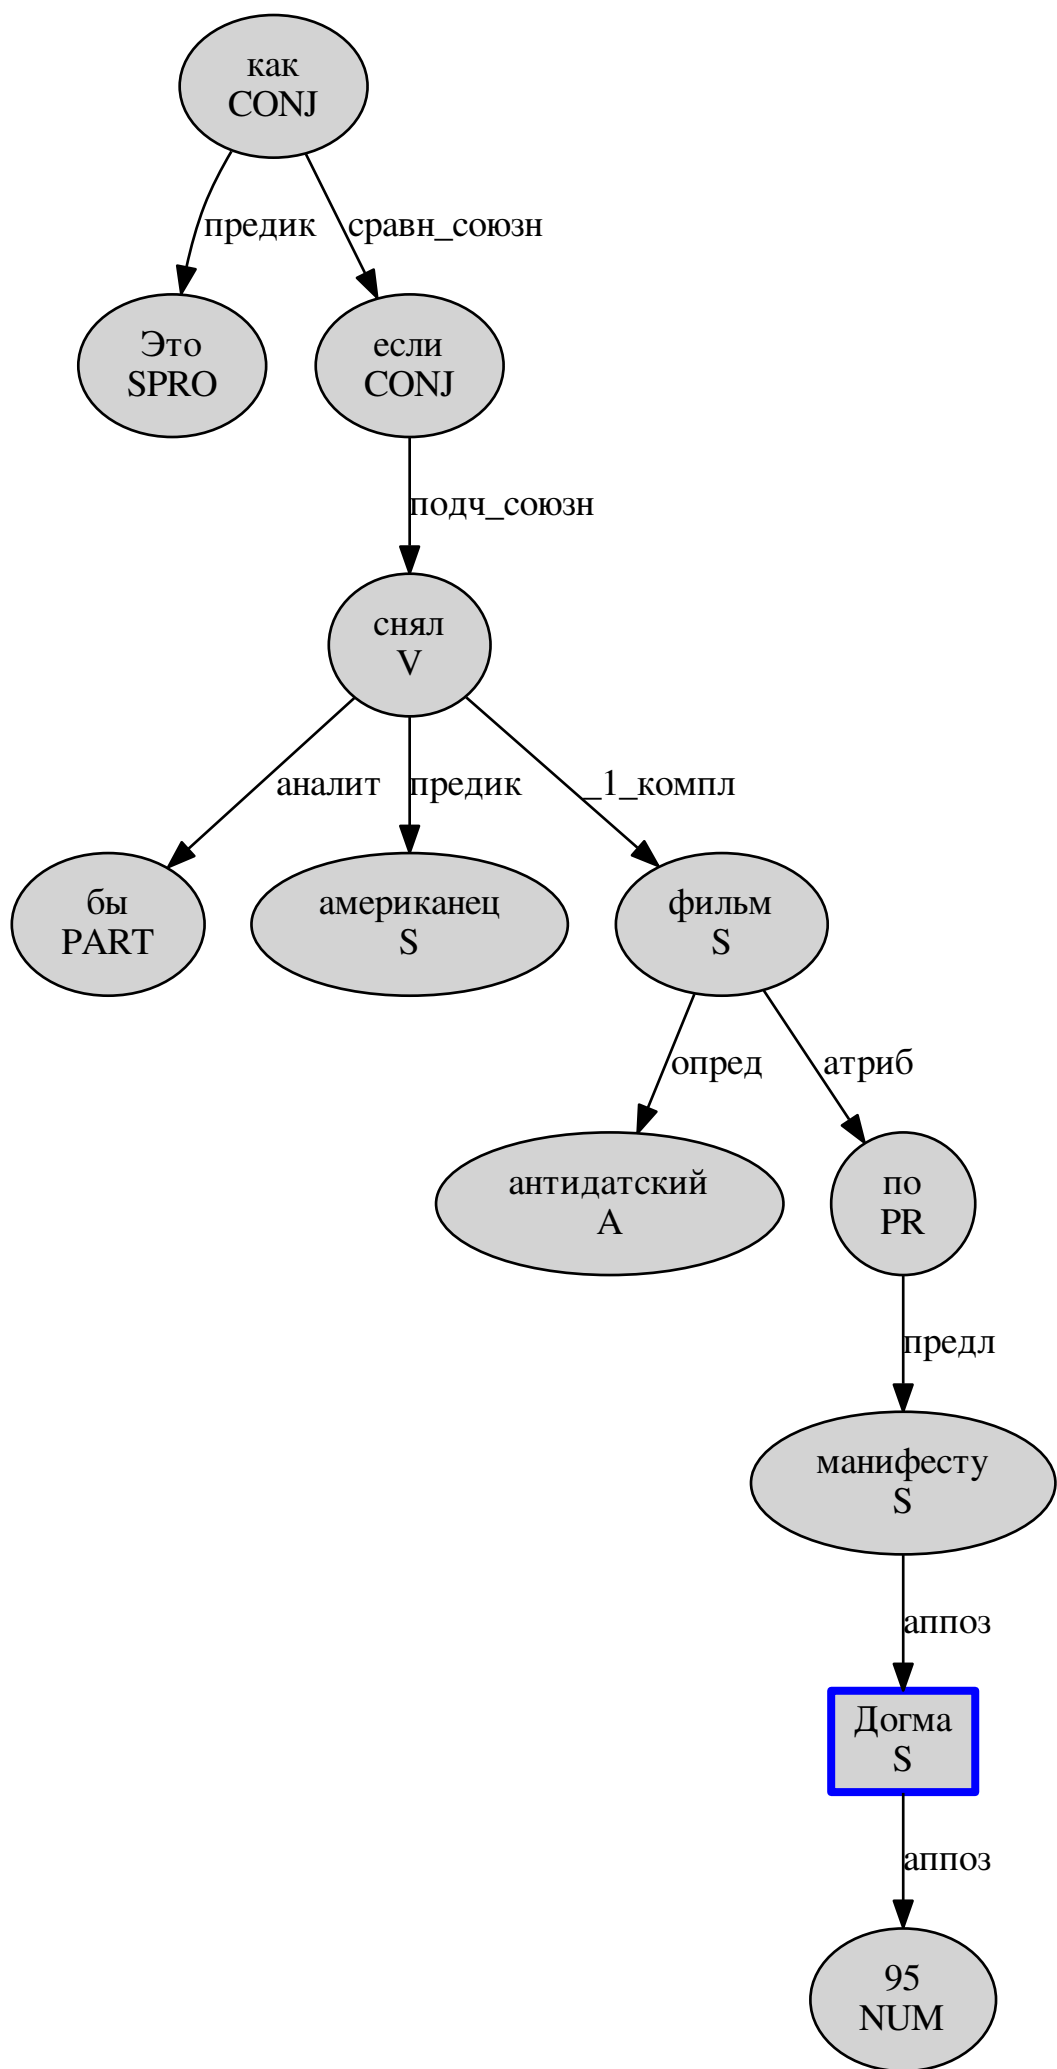 как
CONJ
предик
сравн_союзн
Это
SPRO
если
CONJ
подч_союзн
снял
V
аналит
предик
_1_компл
бы
PART
американец
S
фильм
S
опред
атриб
антидатский
A
по
PR
предл
манифесту
S
аппоз
Догма
S
аппоз
95
NUM